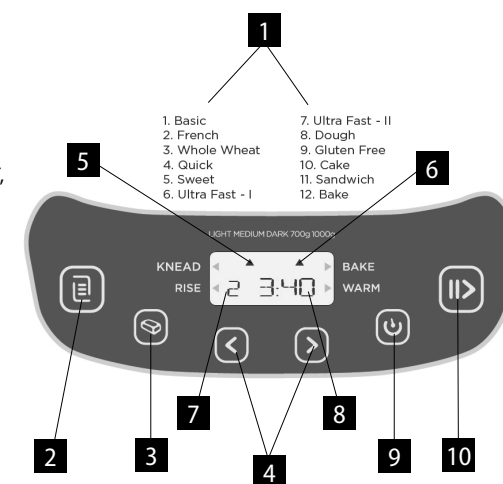 1
1. Basic
2. French
3. Whole Wheat
4. Quick
5. Sweet
6. Ultra Fast - I
7. Ultra Fast - II
8. Dough
9. Gluten Free
10. Cake
11. Sandwich
12. Bake
5
6
,
LIGHT MEDIUM DARK 700g 1000g
KNEAD BAKE
RISE 2 3:40 WARM
7
8
2
3
4
9
10